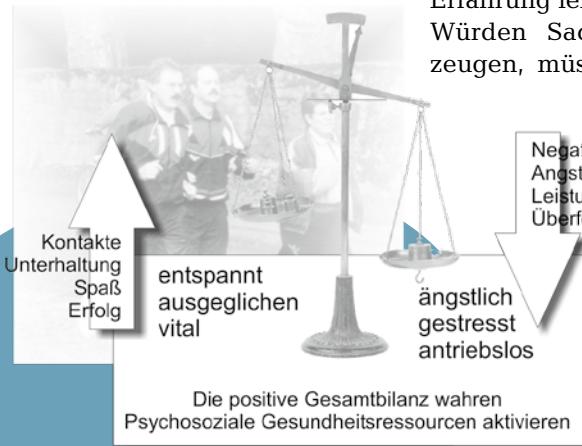 Erfahrung
Würden
zeugen,
Kontakte
Unterhaltung
Spaß
Erfolg
entspannt
ausgeglichen
vital
ängstlich
gestresst
antriebslos
Die positive Gesamtbilanz wahren
Psychosoziale Gesundheitsressourcen aktivieren